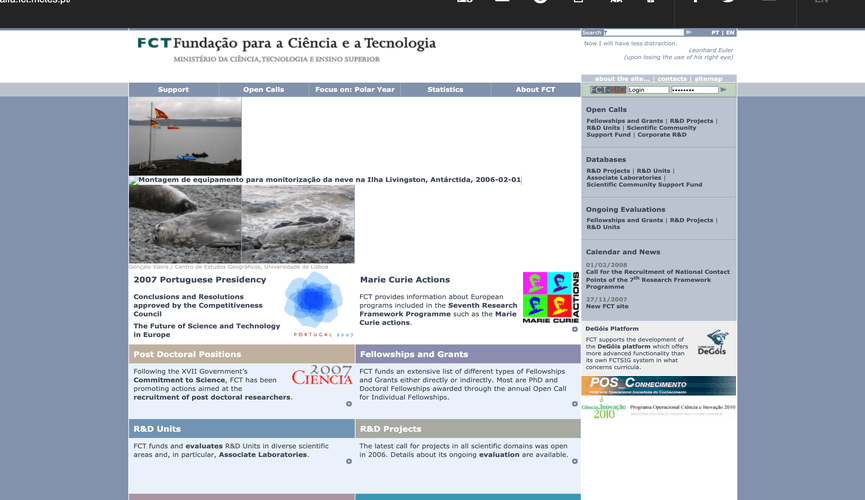 EN
FCT Fundação para a Ciência e a Tecnologia
MINISTÉRIO DA CIÊNCIA, TECNOLOGIA E ENSINO SUPERIOR
Search
PT | EN
Now I will have less distraction.
Leonhard Euler
(upon losing the use of his right eye)
about the site... | contacts | sitemap
Support
Open Calls
Focus on: Polar Year
Statistics
About FCT
Login
••••••••
Montagem de equipamento para monitorização da neve na Ilha Livingston, Antárctida, 2006-02-01
Gonçalo Vieira / Centro de Estudos Geográficos, Universidade de Lisboa
2007 Portuguese Presidency
Conclusions and Resolutions
approved by the Competitiveness
Council
The Future of Science and Technology
in Europe
PORTUGAL 2007
Marie Curie Actions
FCT provides information about European
programs included in the Seventh Research
Framework Programme such as the Marie
Curie actions.
MARIE CURIE ACTIONS
Post Doctoral Positions
Following the XVII Government's
Commitment to Science, FCT has been
promoting actions aimed at the
recruitment of post doctoral researchers.
2007
CIÊNCIA
Fellowships and Grants
FCT funds an extensive list of different types of Fellowships
and Grants either directly or indirectly. Most are PhD and
Doctoral Fellowships awarded through the annual Open Call
for Individual Fellowships.
R&D Units
FCT funds and evaluates R&D Units in diverse scientific
areas and, in particular, Associate Laboratories.
R&D Projects
The latest call for projects in all scientific domains was open
in 2006. Details about its ongoing evaluation are available.
Open Calls
Fellowships and Grants | R&D Projects |
R&D Units | Scientific Community
Support Fund | Corporate R&D
Databases
R&D Projects | R&D Units |
Associate Laboratories |
Scientific Community Support Fund
Ongoing Evaluations
Fellowships and Grants | R&D Projects |
R&D Units
Calendar and News
01/02/2008
Call for the Recruitment of National Contact
Points of the 7th Research Framework
Programme
27/11/2007
New FCT site
DeGóis Platform
FCT supports the development of
the DeGóis platform which offers
more advanced functionality than
its own FCTSIG system in what
concerns curricula.
DeGóis
POS_Conhecimento
Ciência.Inovação
2010
Programa Operacional Ciência e Inovação 2010